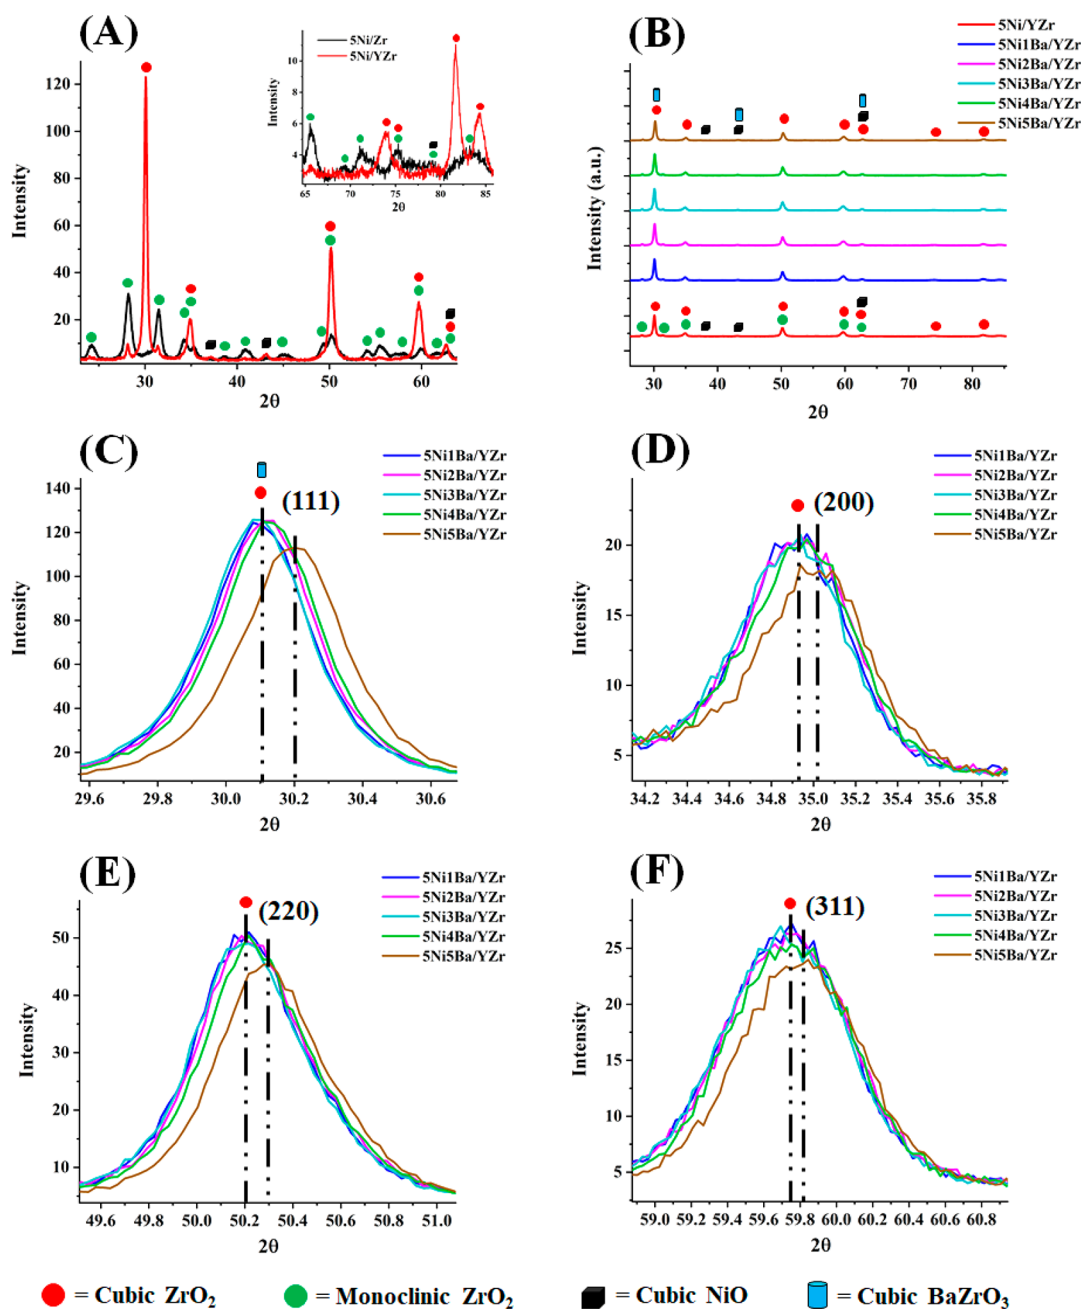 (A)
5Ni/Zr
5Ni/YZr
Intensity
11
10
8
6
4
65
70
75
80
85
2θ
Intensity
120
100
80
60
40
20
30
40
50
60
2θ
(B)
5Ni/YZr
5Ni1Ba/YZr
5Ni2Ba/YZr
5Ni3Ba/YZr
5Ni4Ba/YZr
5Ni5Ba/YZr
Intensity (a.u.)
30
40
50
60
70
80
2θ
(C)
5Ni1Ba/YZr
5Ni2Ba/YZr
5Ni3Ba/YZr
5Ni4Ba/YZr
5Ni5Ba/YZr
(111)
Intensity
140
120
100
80
60
40
20
29.6
29.8
30.0
30.2
30.4
30.6
2θ
(D)
5Ni1Ba/YZr
5Ni2Ba/YZr
5Ni3Ba/YZr
5Ni4Ba/YZr
5Ni5Ba/YZr
(200)
Intensity
20
15
10
5
34.2
34.4
34.6
34.8
35.0
35.2
35.4
35.6
35.8
2θ
(E)
5Ni1Ba/YZr
5Ni2Ba/YZr
5Ni3Ba/YZr
5Ni4Ba/YZr
5Ni5Ba/YZr
(220)
Intensity
50
40
30
20
10
49.6
49.8
50.0
50.2
50.4
50.6
50.8
51.0
2θ
(F)
5Ni1Ba/YZr
5Ni2Ba/YZr
5Ni3Ba/YZr
5Ni4Ba/YZr
5Ni5Ba/YZr
(311)
Intensity
25
20
15
10
5
59.0
59.2
59.4
59.6
59.8
60.0
60.2
60.4
60.6
60.8
2θ
= Cubic ZrO₂
= Monoclinic ZrO₂
= Cubic NiO
= Cubic BaZrO₃